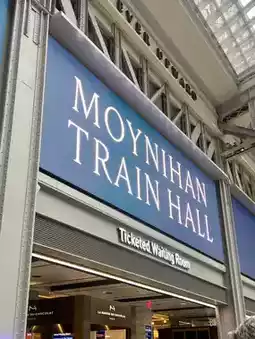 MOYNIHAN
TRAIN HALL
Ticketed Waiting Room